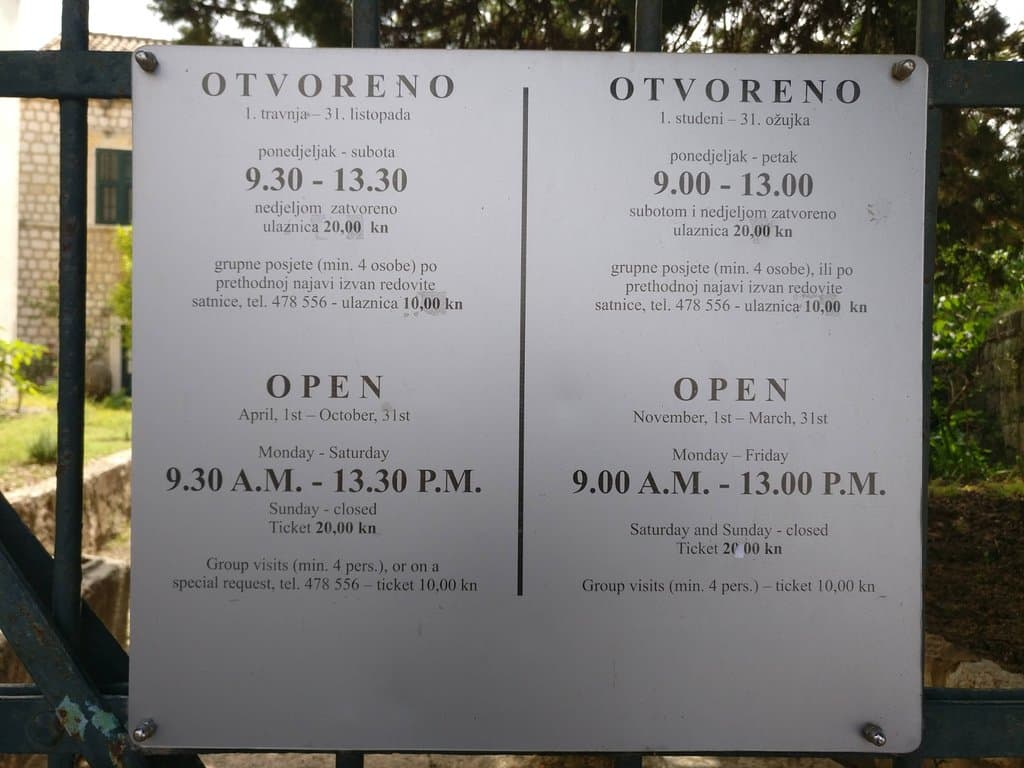 OTVORENO
1. travnja – 31. listopada
ponedjeljak - subota
9.30 - 13.30
nedjeljom zatvoreno
ulaznica 20,00 kn
grupne posjete (min. 4 osobe) po
prethodnoj najavi izvan redovite
satnice, tel. 478 556 - ulaznica 10,00 kn
OPEN
April, 1st – October, 31st
Monday - Saturday
9.30 A.M. - 13.30 P.M.
Sunday - closed
Ticket 20,00 kn
Group visits (min. 4 pers.), or on a
special request, tel. 478 556 – ticket 10,00 kn
OTVORENO
1. studeni – 31. ožujka
ponedjeljak - petak
9.00 - 13.00
subotom i nedjeljom zatvoreno
ulaznica 20,00 kn
grupne posjete (min. 4 osobe), ili po
prethodnoj najavi izvan redovite
satnice, tel. 478 556 - ulaznica 10,00 kn
OPEN
November, 1st – March, 31st
Monday – Friday
9.00 A.M. - 13.00 P.M.
Saturday and Sunday - closed
Ticket 20,00 kn
Group visits (min. 4 pers.) – ticket 10,00 kn